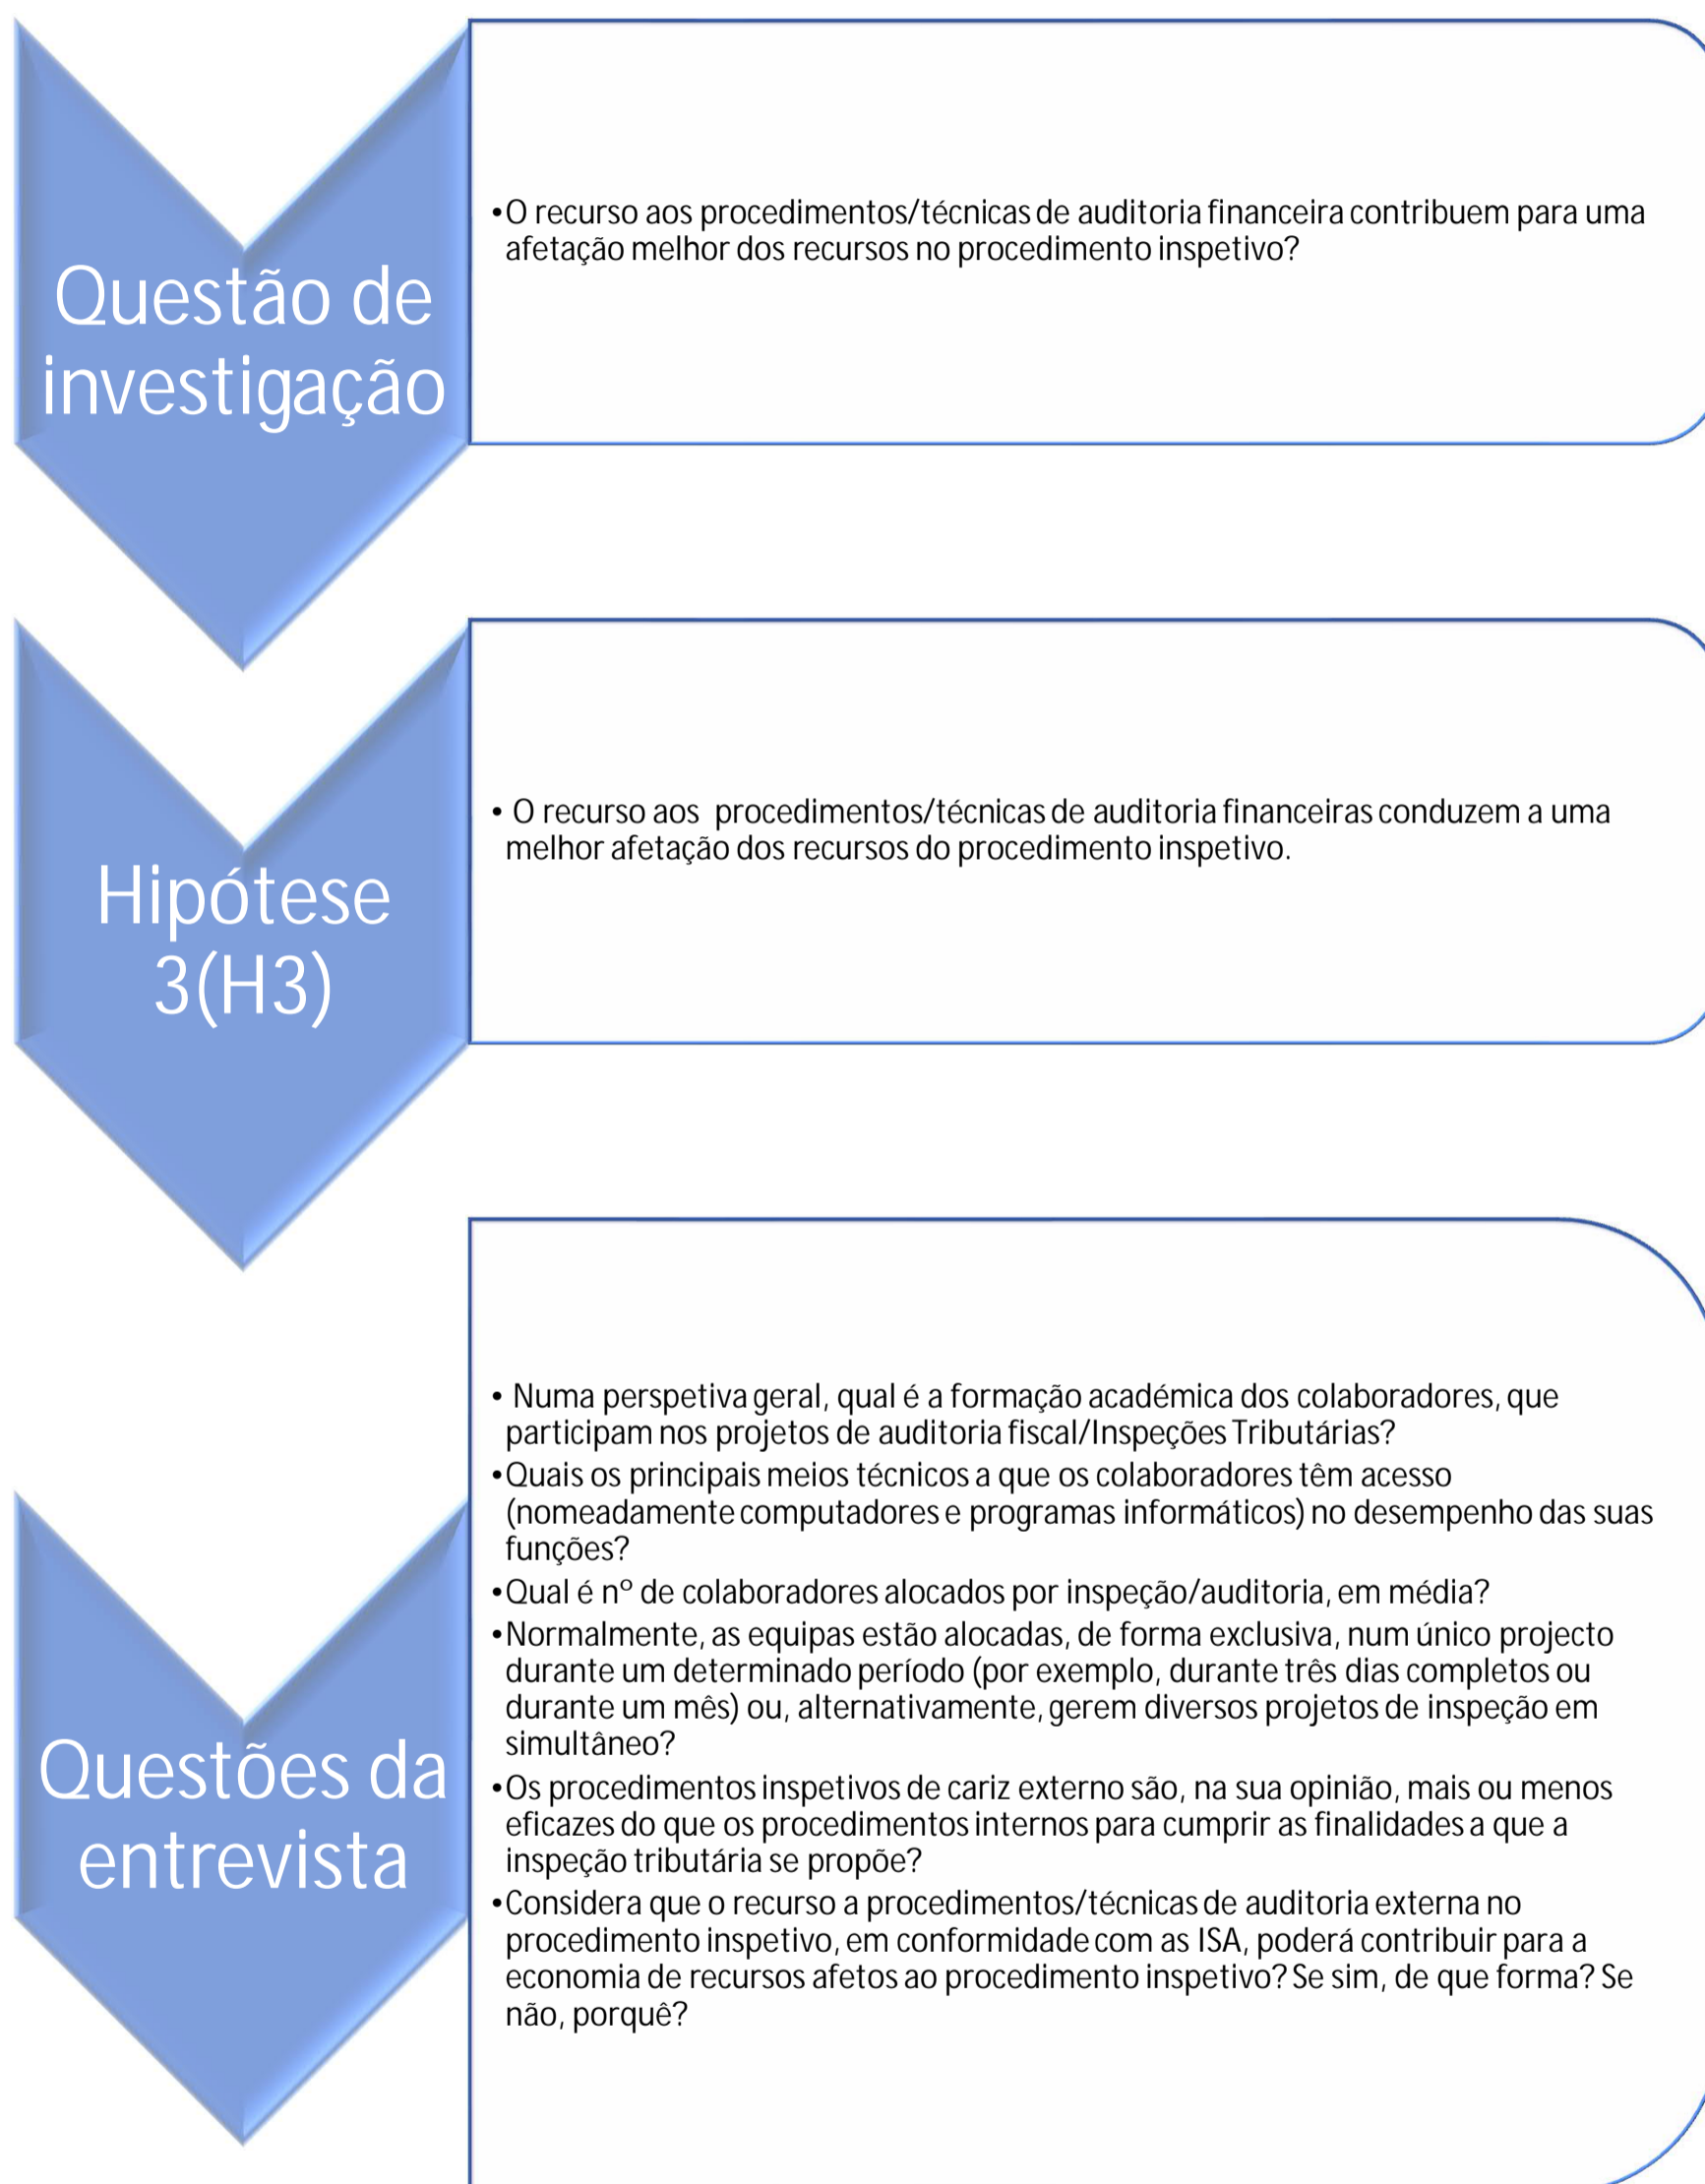 Questão de
investigação
•O recurso aos procedimentos/técnicas de auditoria financeira contribuem para uma
afetação melhor dos recursos no procedimento inspetivo?
Hipótese
3(H3)
• O recurso aos procedimentos/técnicas de auditoria financeiras conduzem a uma
melhor afetação dos recursos do procedimento inspetivo.
Questões da
entrevista
• Numa perspetiva geral, qual é a formação académica dos colaboradores, que
participam nos projetos de auditoria fiscal/Inspeções Tributárias?
•Quais os principais meios técnicos a que os colaboradores têm acesso
(nomeadamente computadores e programas informáticos) no desempenho das suas
funções?
•Qual é nº de colaboradores alocados por inspeção/auditoria, em média?
•Normalmente, as equipas estão alocadas, de forma exclusiva, num único projecto
durante um determinado período (por exemplo, durante três dias completos ou
durante um mês) ou, alternativamente, gerem diversos projetos de inspeção em
simultâneo?
•Os procedimentos inspetivos de cariz externo são, na sua opinião, mais ou menos
eficazes do que os procedimentos internos para cumprir as finalidades a que a
inspeção tributária se propõe?
•Considera que o recurso a procedimentos/técnicas de auditoria externa no
procedimento inspetivo, em conformidade com as ISA, poderá contribuir para a
economia de recursos afetos ao procedimento inspetivo? Se sim, de que forma? Se
não, porquê?